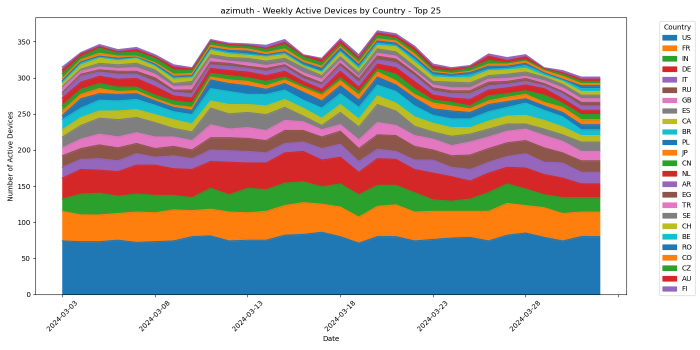 azimuth - Weekly Active Devices by Country - Top 25
Country
US
FR
IN
DE
IT
RU
GB
ES
CA
BR
PL
JP
CN
NL
AR
EG
TR
SE
CH
BE
RO
CO
CZ
AU
FI
Number of Active Devices
350
300
250
200
150
100
50
0
2024-03-03
2024-03-08
2024-03-13
2024-03-18
2024-03-23
2024-03-28
Date